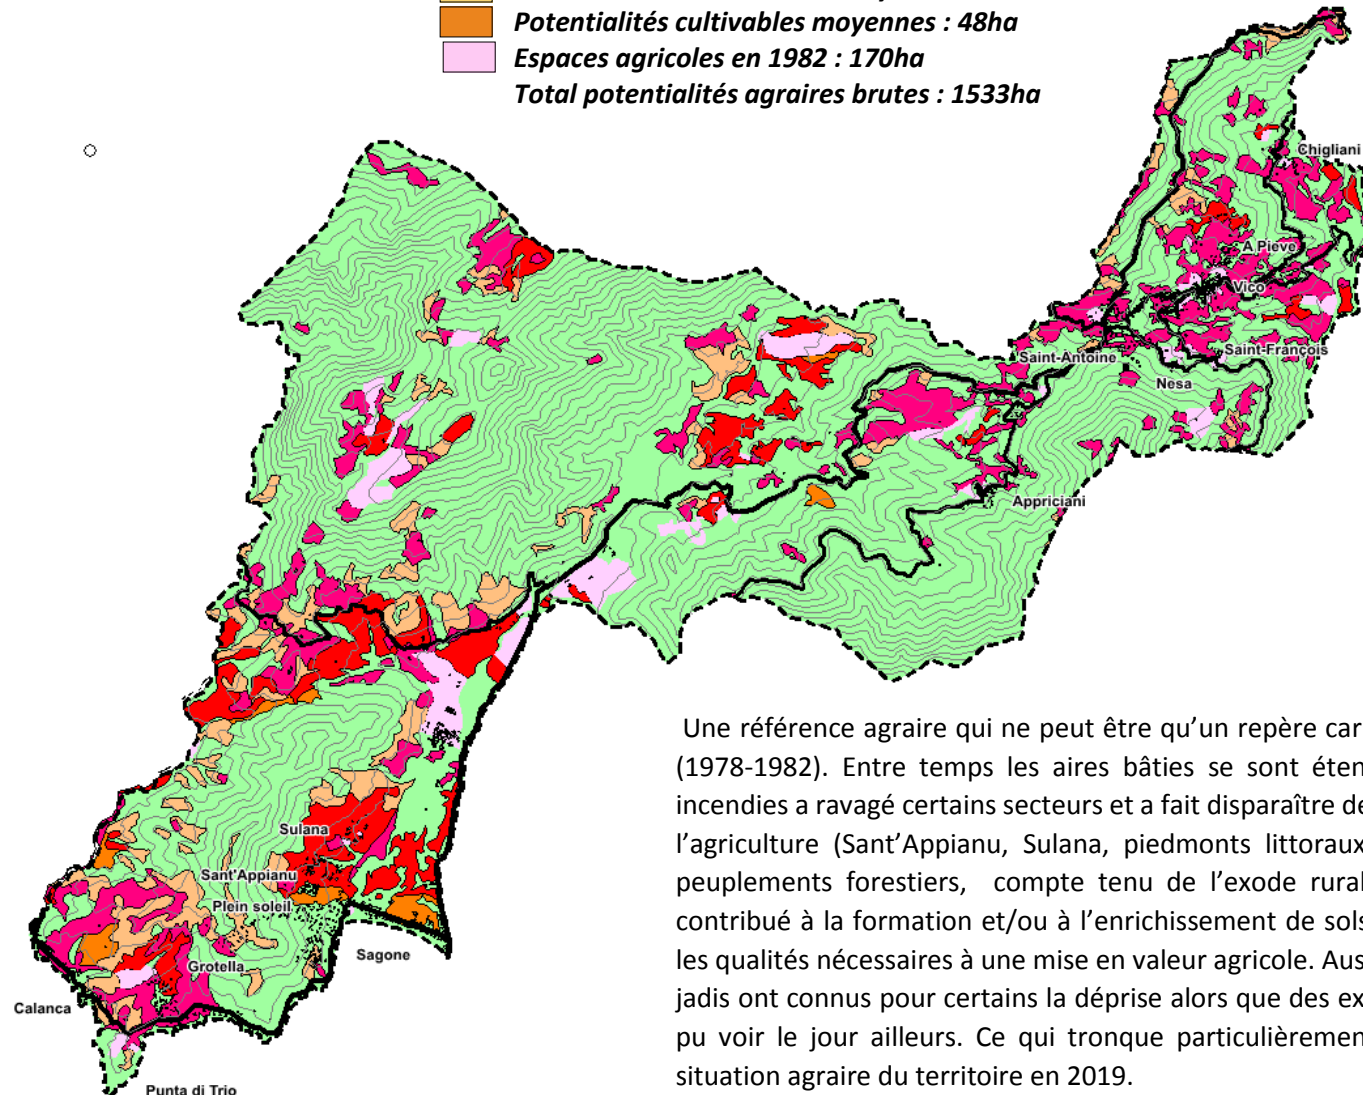 Potentialités cultivables moyennes : 48ha
Espaces agricoles en 1982 : 170ha
Total potentialités agraires brutes : 1533ha
Chigliani
A Pieve
Vico
Saint-Antoine
Saint-François
Nesa
Appriciani
Sulana
Sant'Appianu
Plein soleil
Sagone
Grotella
Calanca
Punta di Trio
Une référence agraire qui ne peut être qu’un repère car
(1978-1982). Entre temps les aires bâties se sont éten
incendies a ravagé certains secteurs et a fait disparaître de
l’agriculture (Sant’Appianu, Sulana, piedmonts littoraux
peuplements forestiers, compte tenu de l’exode rural
contribué à la formation et/ou à l’enrichissement de sols
les qualités nécessaires à une mise en valeur agricole. Aus
jadis ont connus pour certains la déprise alors que des ex
pu voir le jour ailleurs. Ce qui tronque particulièremen
situation agraire du territoire en 2019.